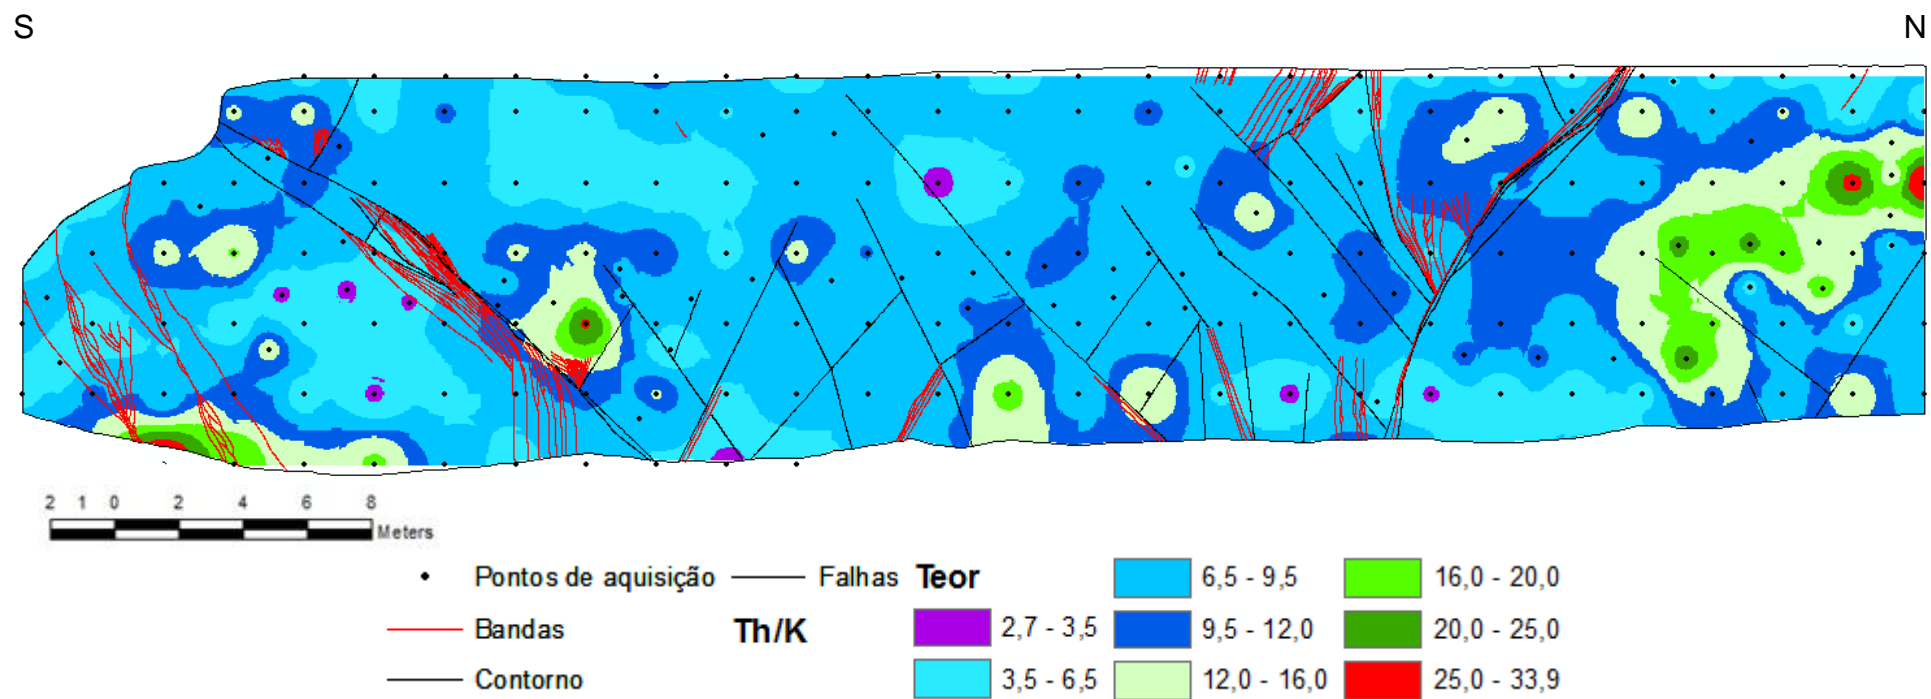 S N
2 1 0 2 4 6 8
Meters
Pontos de aquisição Falhas Teor 6,5 - 9,5 16,0 - 20,0
Bandas Th/K 2,7 - 3,5 9,5 - 12,0 20,0 - 25,0
Contorno 3,5 - 6,5 12,0 - 16,0 25,0 - 33,9